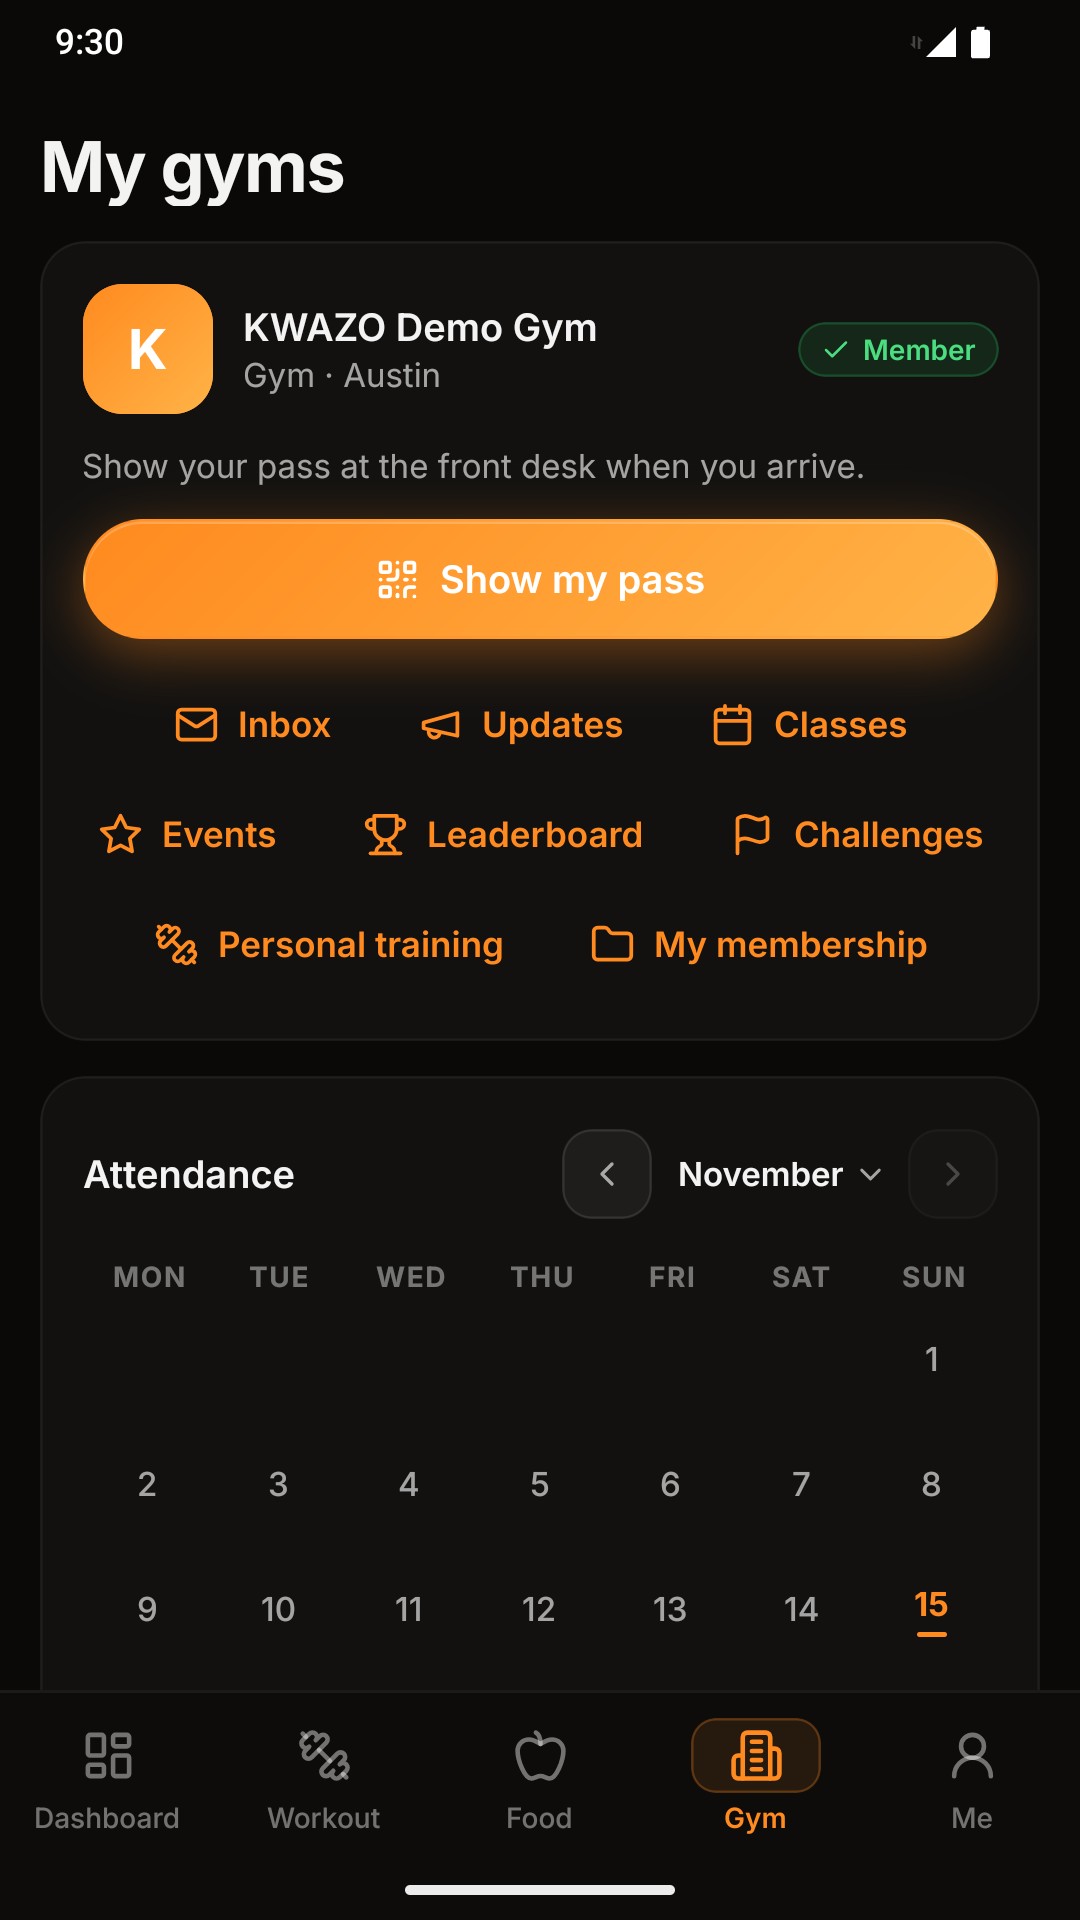 9:30
My gyms
K
KWAZO Demo Gym
Gym · Austin
Member
Show your pass at the front desk when you arrive.
Show my pass
Inbox Updates Classes
Events Leaderboard Challenges
Personal training My membership
Attendance November
MON TUE WED THU FRI SAT SUN
1
2 3 4 5 6 7 8
9 10 11 12 13 14 15
Dashboard Workout Food Gym Me